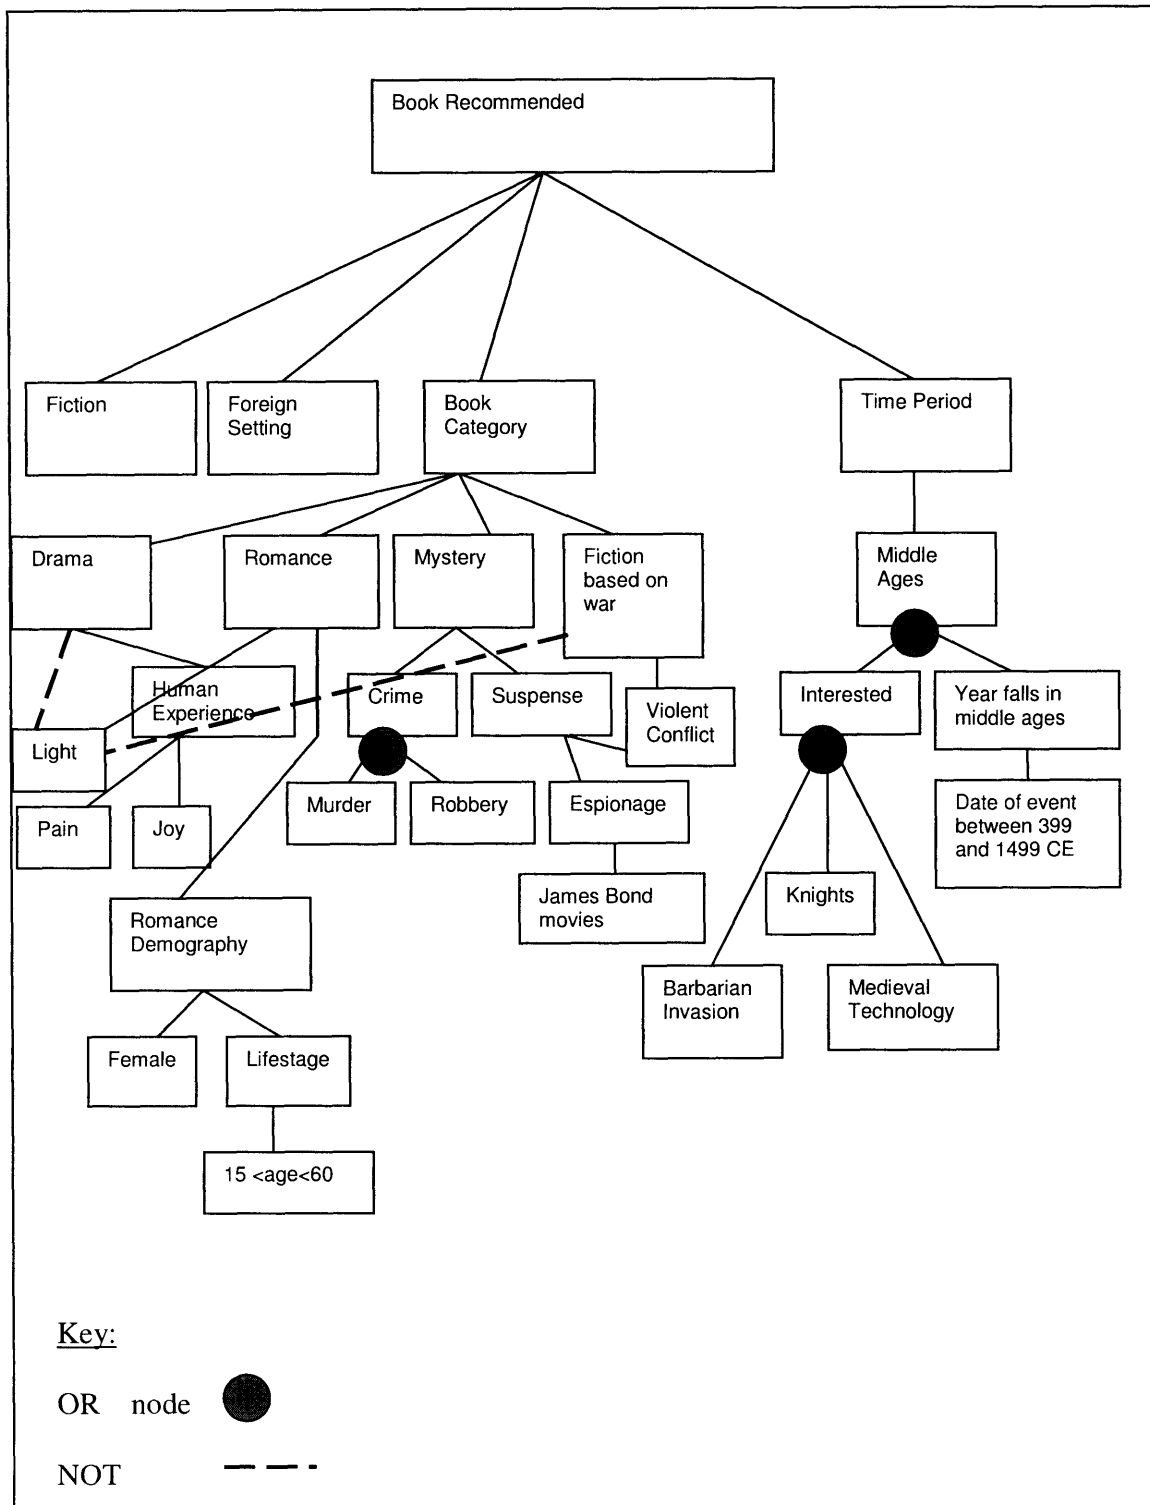 Book Recommended
Fiction
Foreign
Setting
Book
Category
Time Period
Drama
Romance
Mystery
Fiction
based on
war
Middle
Ages
Human
Experience
Light
Crime
Suspense
Violent
Conflict
Interested
Year falls in
middle ages
Pain
Joy
Murder
Robbery
Espionage
Date of event
between 399
and 1499 CE
James Bond
movies
Knights
Romance
Demography
Barbarian
Invasion
Medieval
Technology
Female
Lifestage
15 <age<60
Key:
OR node
NOT